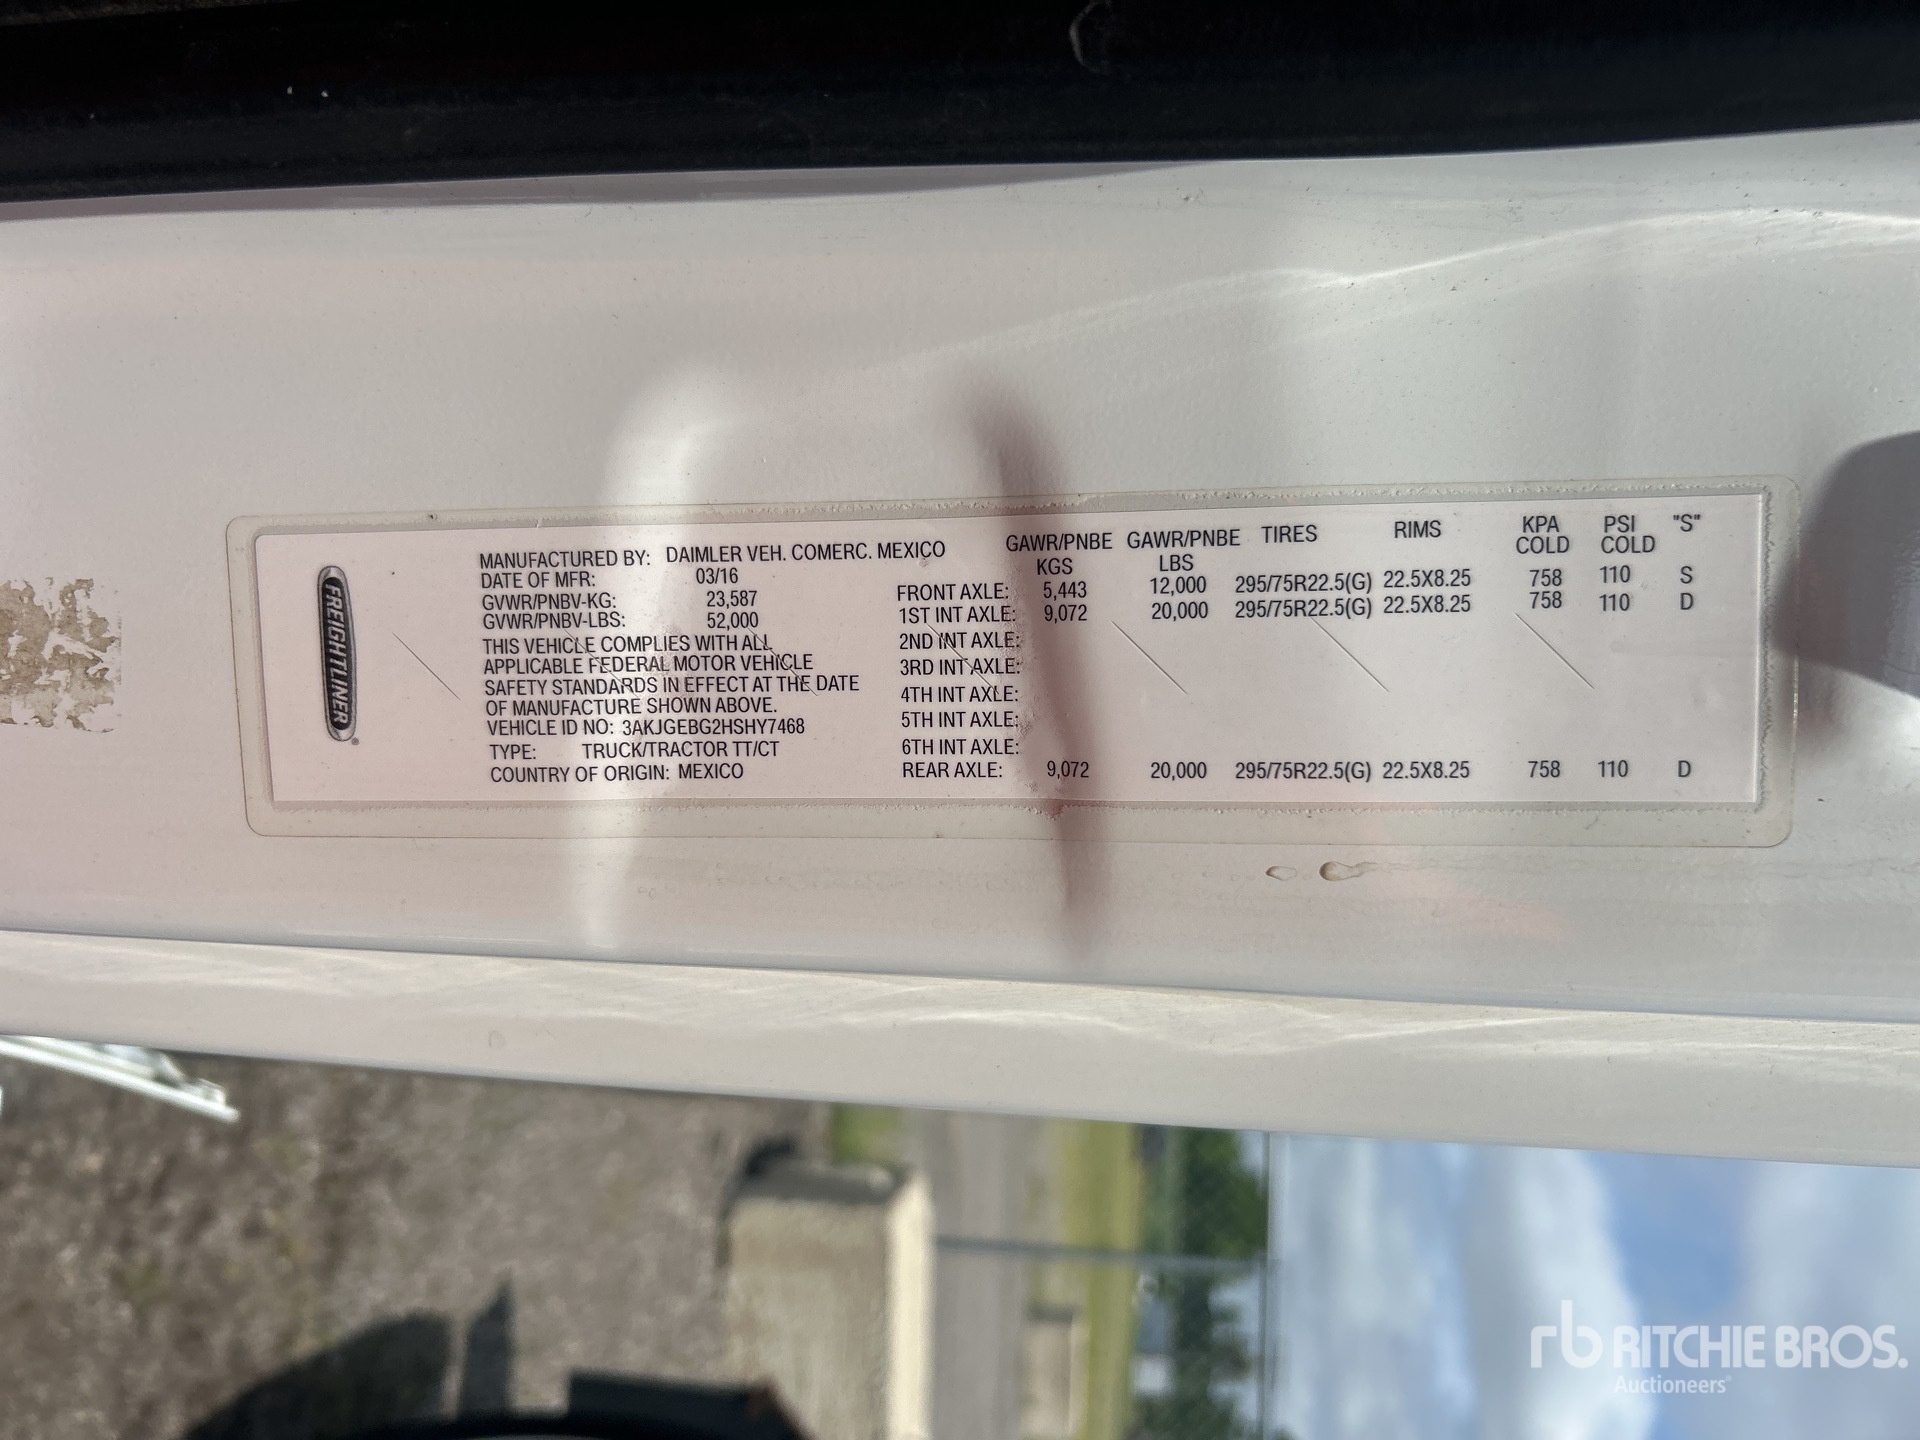 FREIGHTLINER®
MANUFACTURED BY: DAIMLER VEH. COMERC. MEXICO
DATE OF MFR: 03/16
GVWR/PNBV-KG: 23,587
GVWR/PNBV-LBS: 52,000
THIS VEHICLE COMPLIES WITH ALL
APPLICABLE FEDERAL MOTOR VEHICLE
SAFETY STANDARDS IN EFFECT AT THE DATE
OF MANUFACTURE SHOWN ABOVE.
VEHICLE ID NO: 3AKJGEBG2HSHY7468
TYPE: TRUCK/TRACTOR TT/CT
COUNTRY OF ORIGIN: MEXICO
GAWR/PNBE GAWR/PNBE TIRES RIMS KPA PSI "S"
KGS LBS COLD COLD
FRONT AXLE: 5,443 12,000 295/75R22.5(G) 22.5X8.25 758 110 S
1ST INT AXLE: 9,072 20,000 295/75R22.5(G) 22.5X8.25 758 110 D
2ND INT AXLE:
3RD INT AXLE:
4TH INT AXLE:
5TH INT AXLE:
6TH INT AXLE:
REAR AXLE: 9,072 20,000 295/75R22.5(G) 22.5X8.25 758 110 D
rb RITCHIE BROS.
Auctioneers